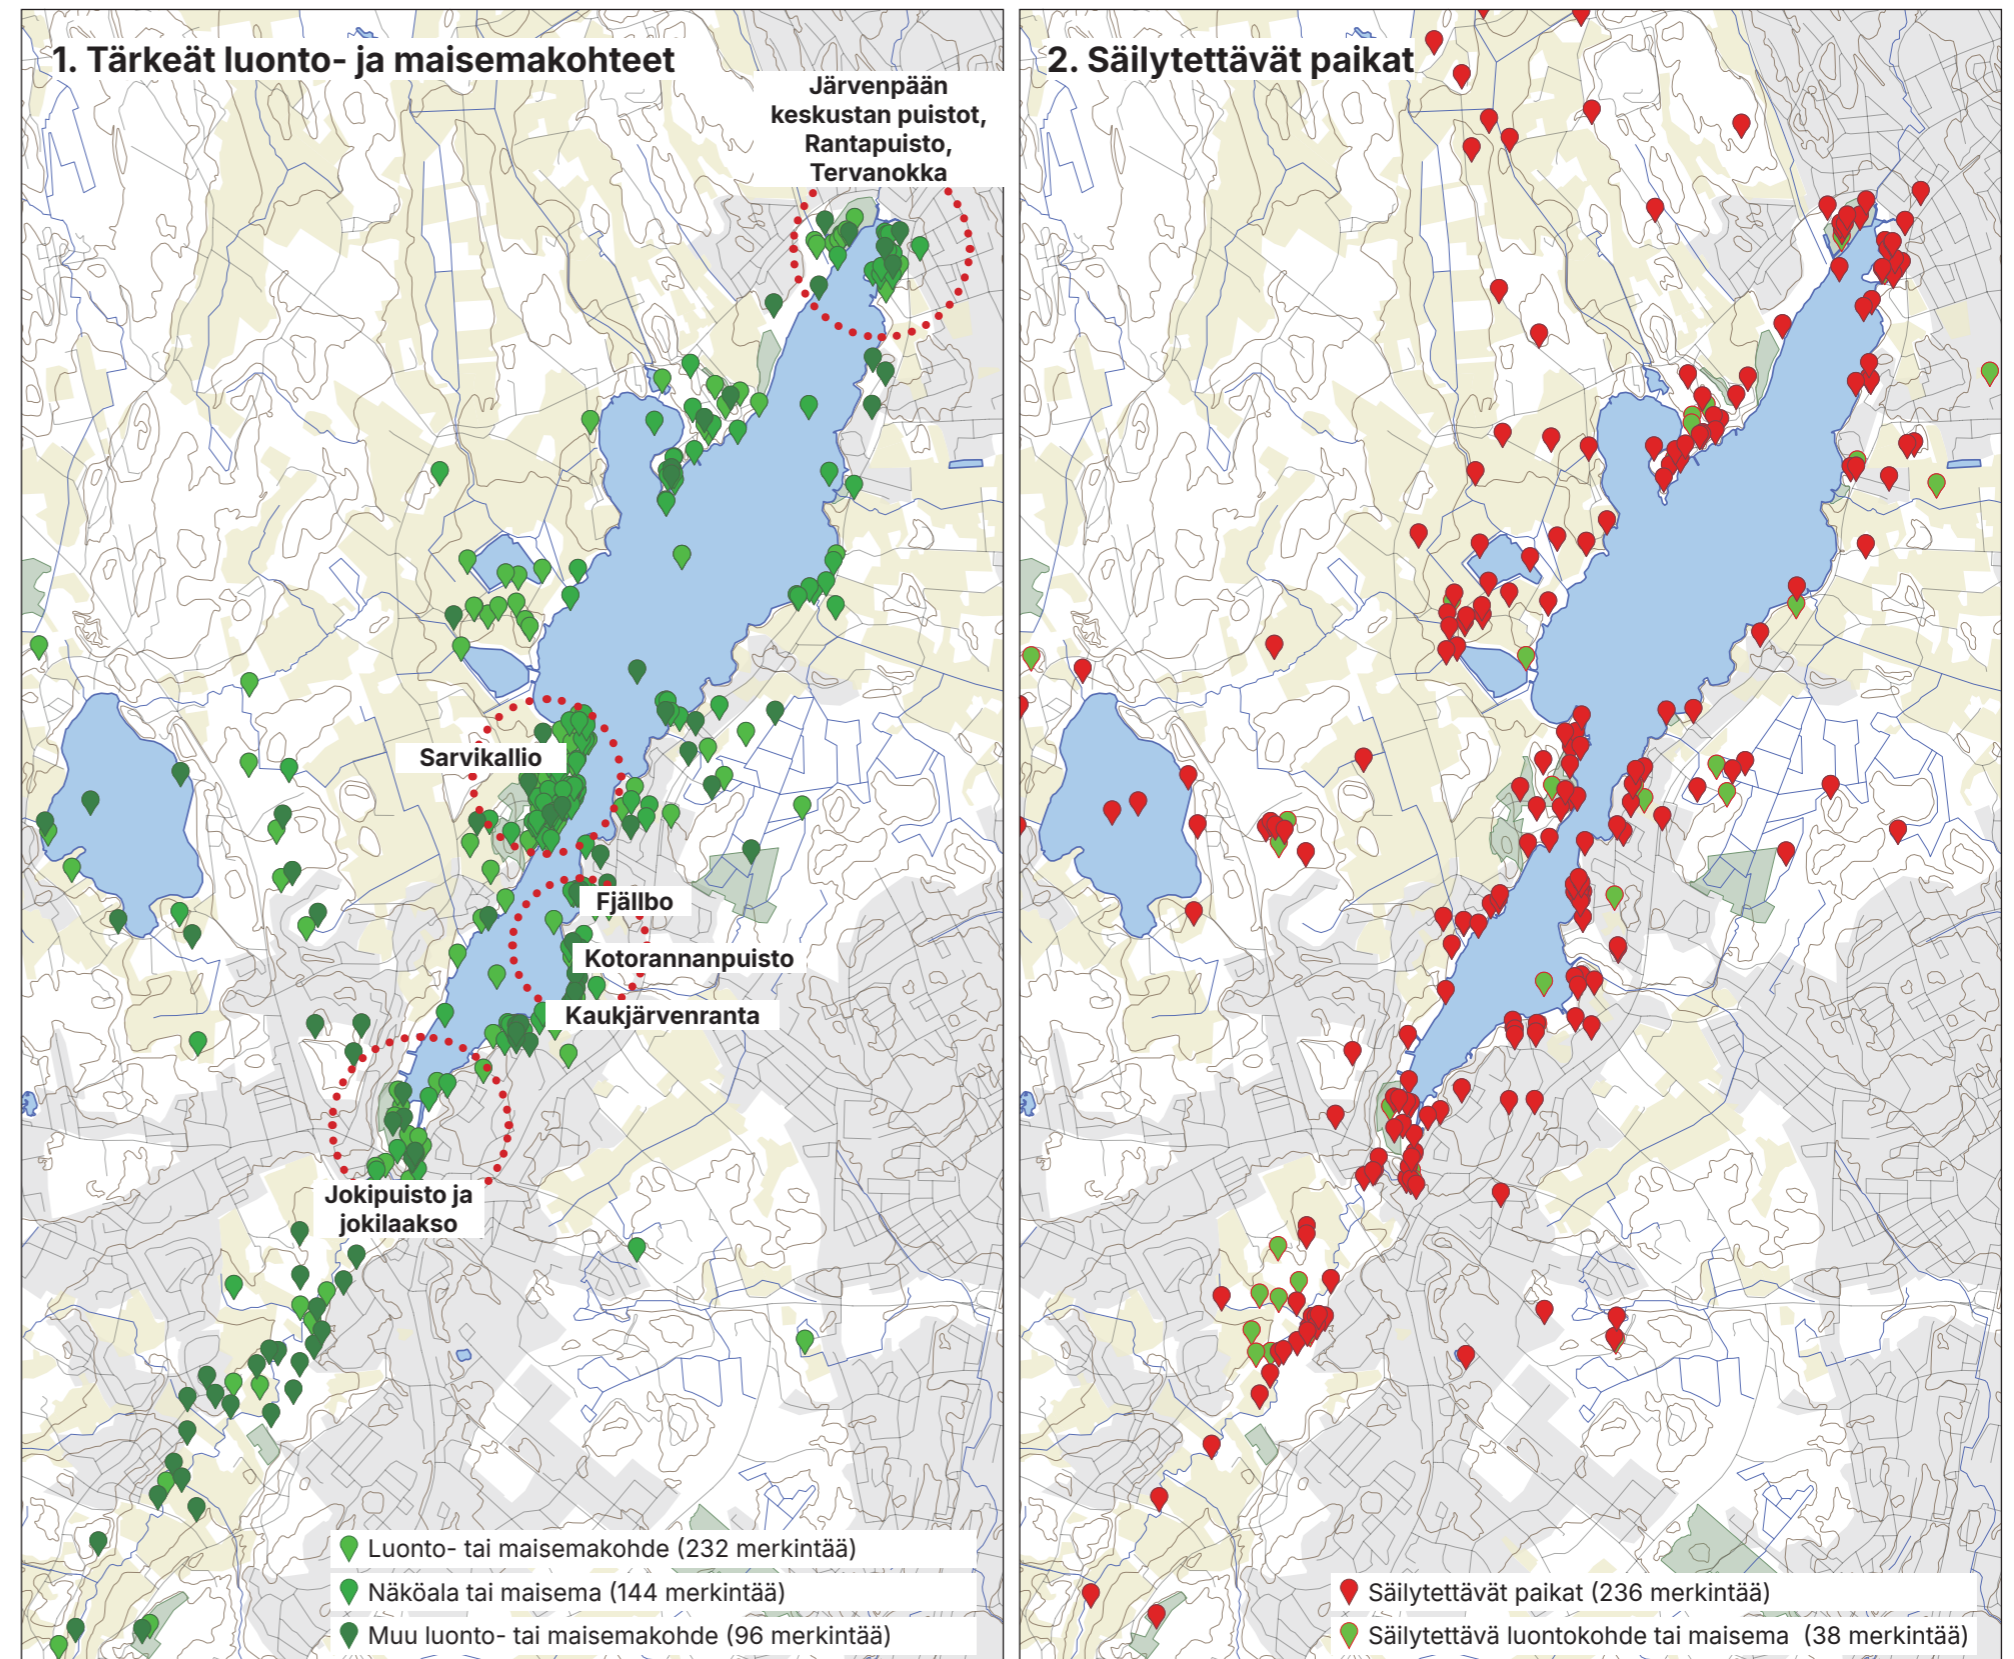 1. Tärkeät luonto- ja maisemakohteet
Järvenpään
keskustan puistot,
Rantapuisto,
Tervanokka
Sarvikallio
Fjällbo
Kotorannanpuisto
Kaukjärvenranta
Jokipuisto ja
jokilaakso
Luonto- tai maisemakohde (232 merkintää)
Näköala tai maisema (144 merkintää)
Muu luonto- tai maisemakohde (96 merkintää)
2. Säilytettävät paikat
Säilytettävät paikat (236 merkintää)
Säilytettävä luontokohde tai maisema (38 merkintää)